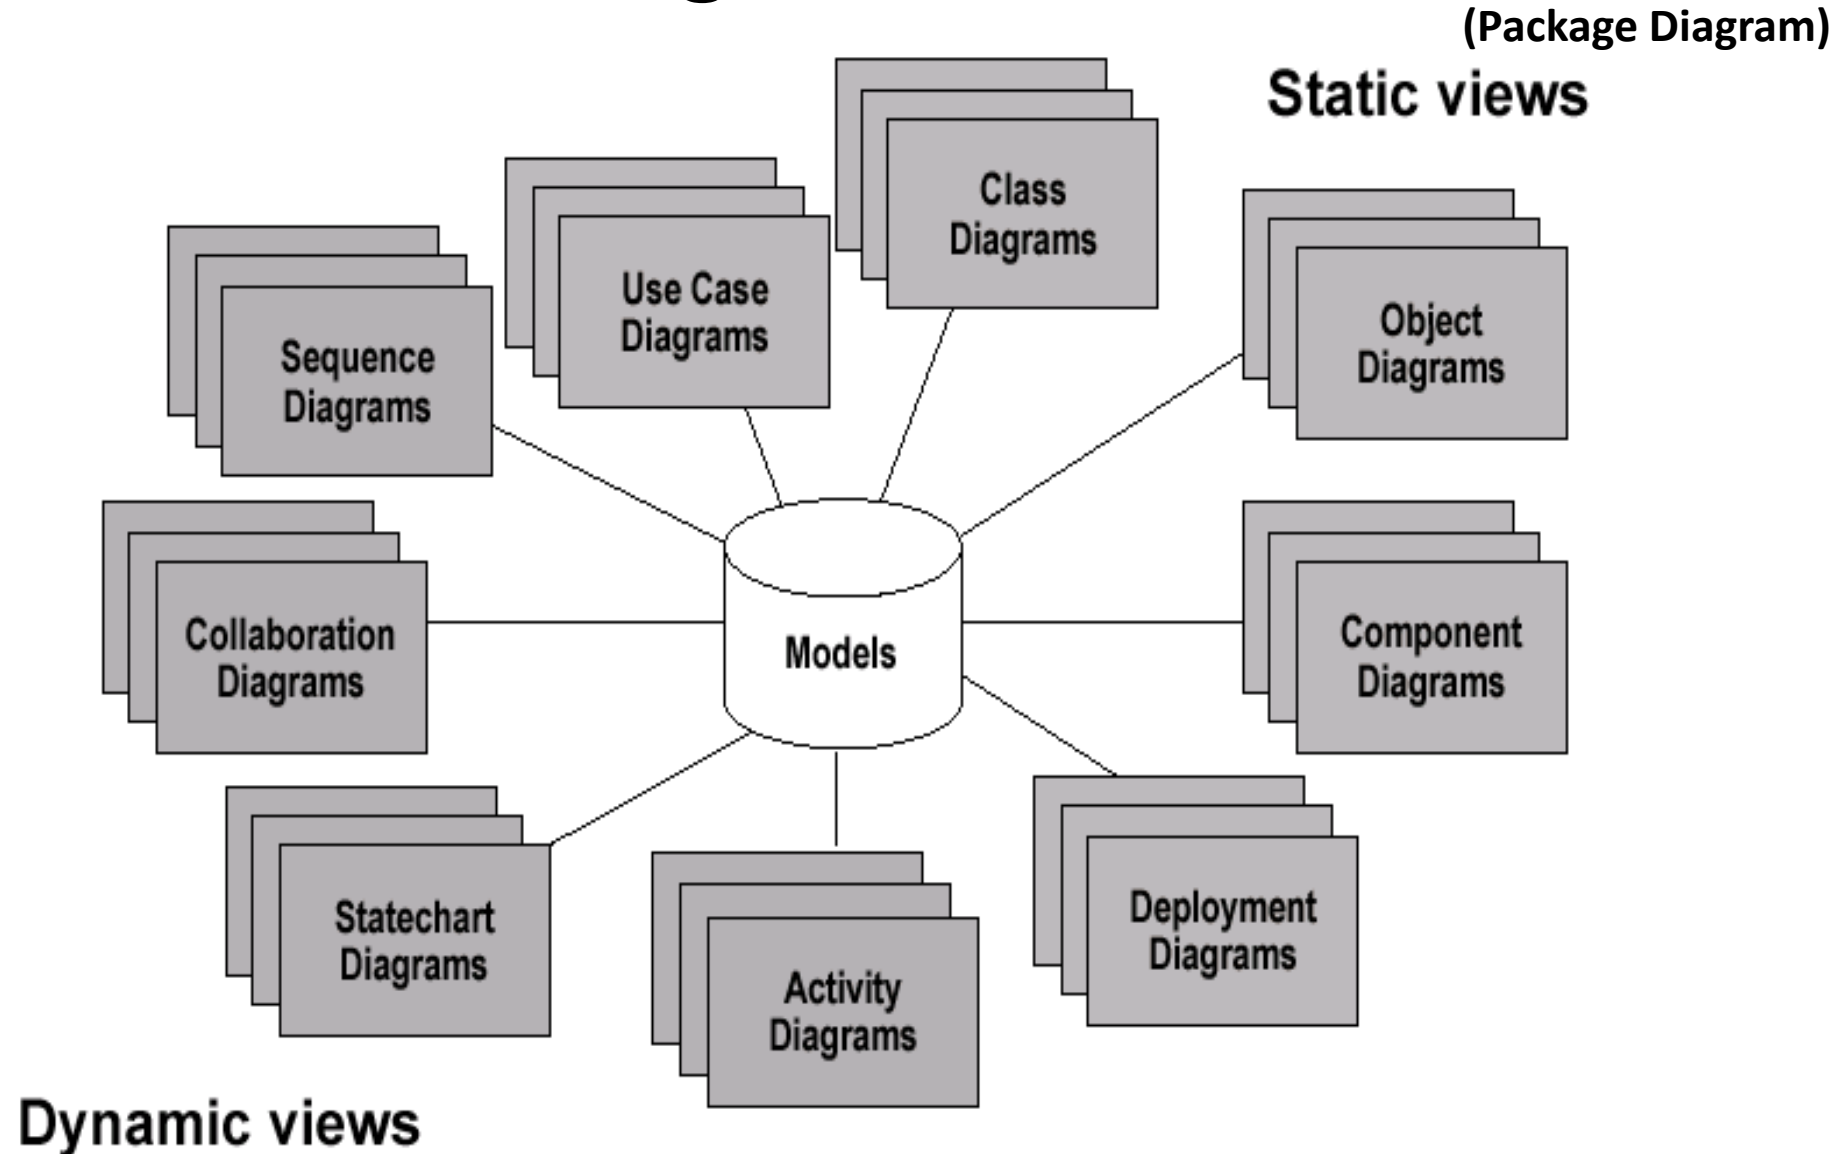 (Package Diagram)
Static views
Class
Diagrams
Use Case
Diagrams
Object
Diagrams
Sequence
Diagrams
Collaboration
Diagrams
Models
Component
Diagrams
Statechart
Diagrams
Activity
Diagrams
Deployment
Diagrams
Dynamic views